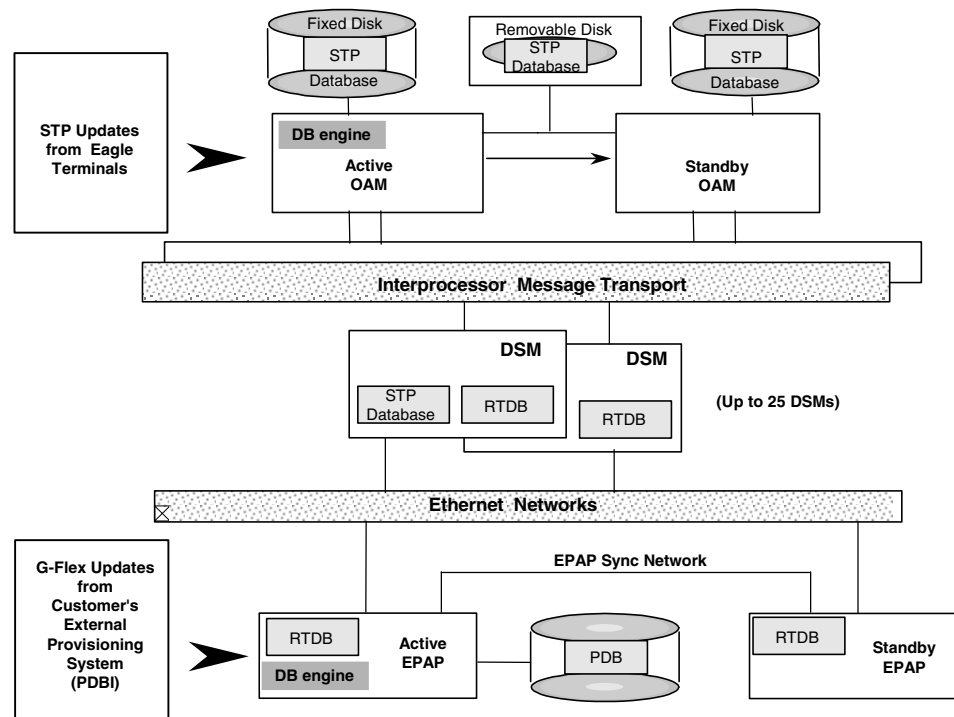 Fixed Disk
STP
Database
Removable Disk
STP
Database
Fixed Disk
STP
Database
STP Updates
from Eagle
Terminals
DB engine
Active
OAM
Standby
OAM
Interprocessor Message Transport
DSM
STP
Database
RTDB
DSM
RTDB
(Up to 25 DSMs)
Ethernet Networks
G-Flex Updates
from
Customer's
External
Provisioning
System
(PDBI)
EPAP Sync Network
RTDB
Active
EPAP
DB engine
PDB
RTDB
Standby
EPAP